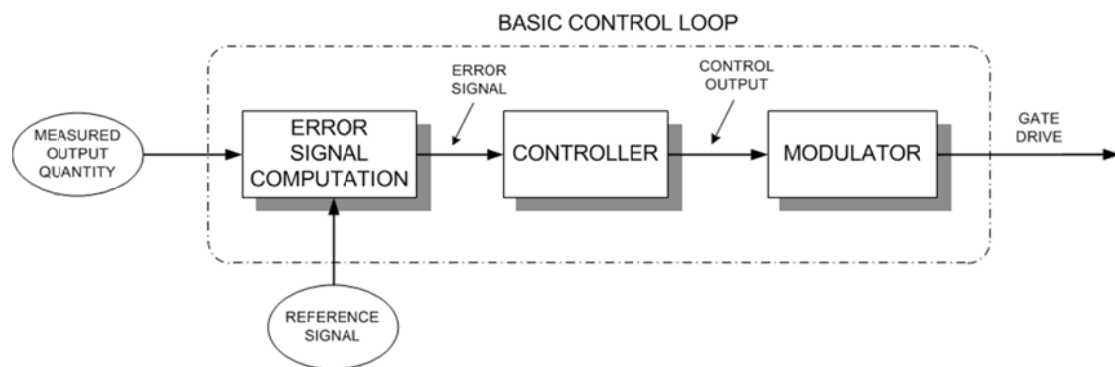 BASIC CONTROL LOOP
ERROR
SIGNAL
CONTROL
OUTPUT
GATE
DRIVE
MEASURED
OUTPUT
QUANTITY
ERROR
SIGNAL
COMPUTATION
CONTROLLER
MODULATOR
REFERENCE
SIGNAL